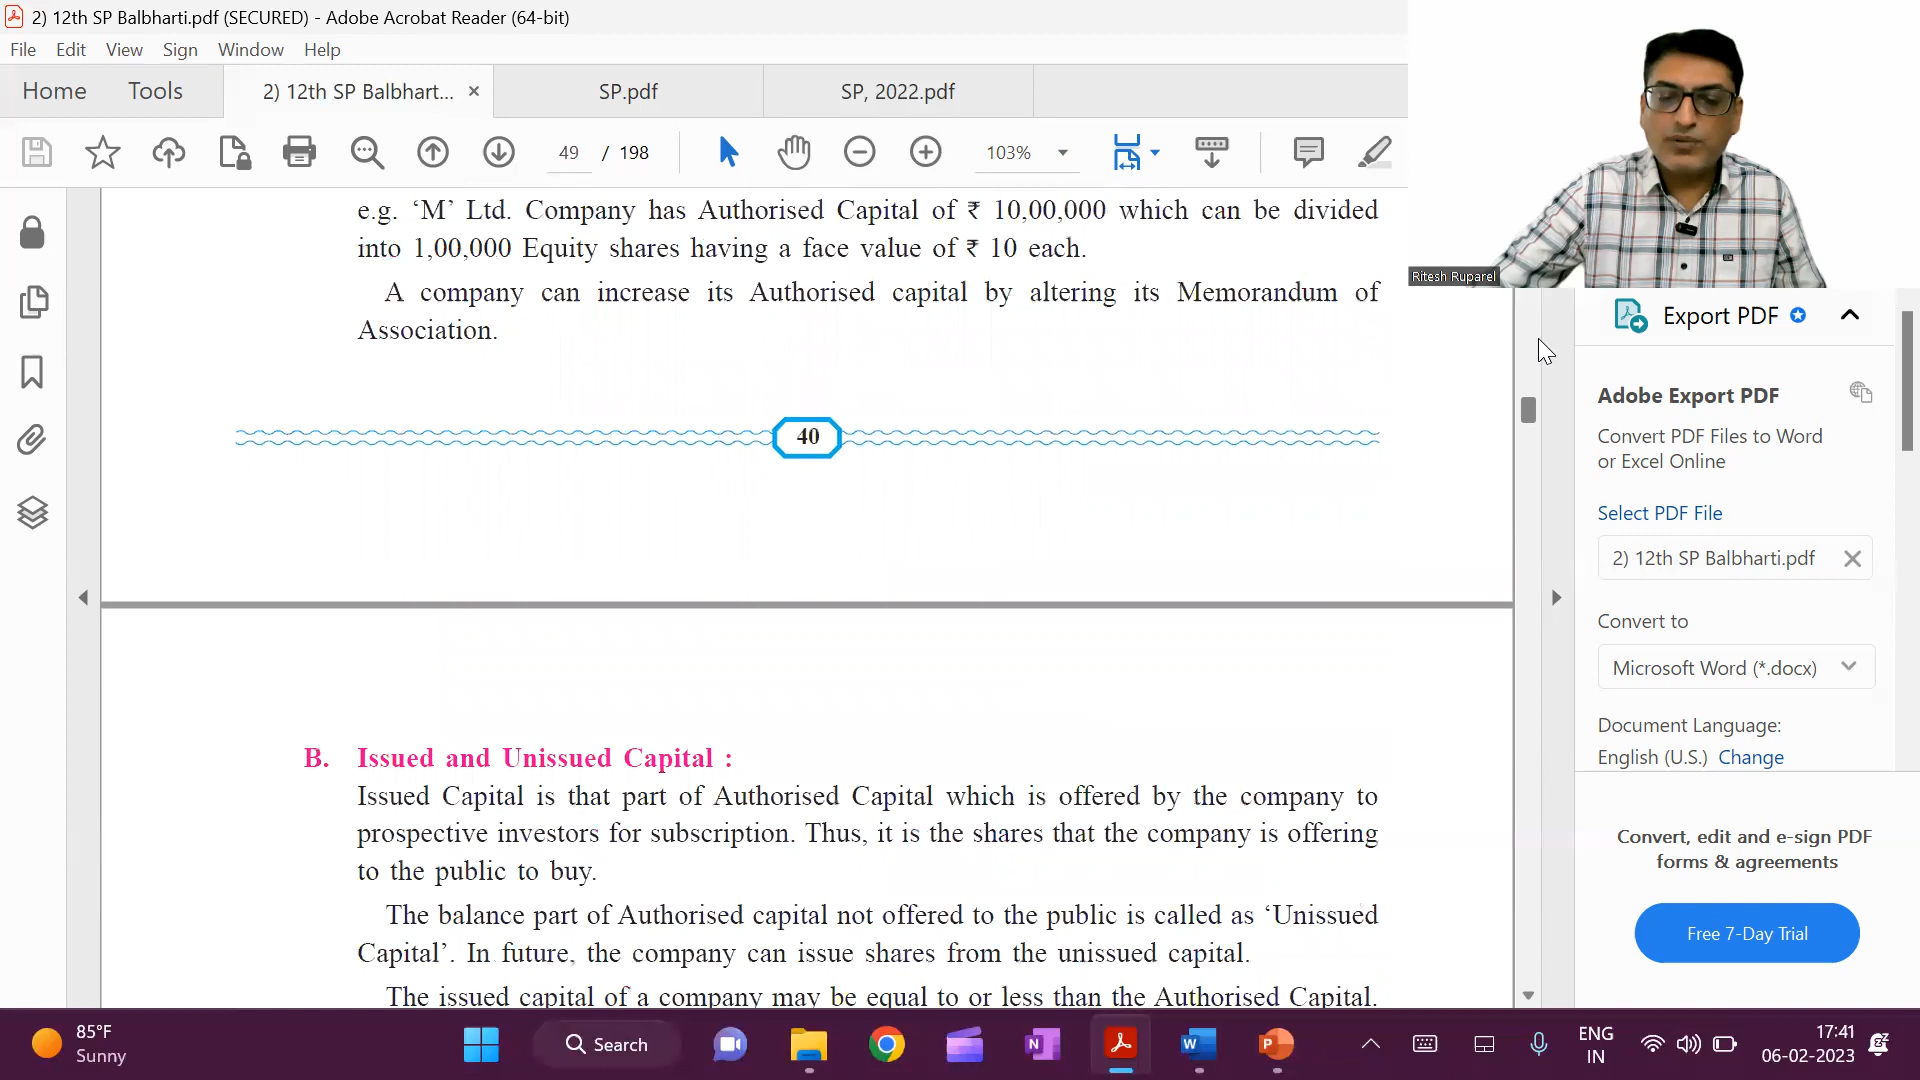 2) 12th SP Balbharti.pdf (SECURED) - Adobe Acrobat Reader (64-bit)
File Edit View Sign Window Help
Home Tools 2) 12th SP Balbhart... × SP.pdf SP, 2022.pdf
49 / 198 103%
e.g. ‘M’ Ltd. Company has Authorised Capital of ₹ 10,00,000 which can be divided
into 1,00,000 Equity shares having a face value of ₹ 10 each.
A company can increase its Authorised capital by altering its Memorandum of
Association.
40
B. Issued and Unissued Capital :
Issued Capital is that part of Authorised Capital which is offered by the company to
prospective investors for subscription. Thus, it is the shares that the company is offering
to the public to buy.
The balance part of Authorised capital not offered to the public is called as ‘Unissued
Capital’. In future, the company can issue shares from the unissued capital.
The issued capital of a company may be equal to or less than the Authorised Capital.
Ritesh Ruparel
Export PDF
Adobe Export PDF
Convert PDF Files to Word
or Excel Online
Select PDF File
2) 12th SP Balbharti.pdf
Convert to
Microsoft Word (*.docx)
Document Language:
English (U.S.) Change
Convert, edit and e-sign PDF
forms & agreements
Free 7-Day Trial
85°F
Sunny
Search
N
W
P
ENG
IN
17:41
06-02-2023